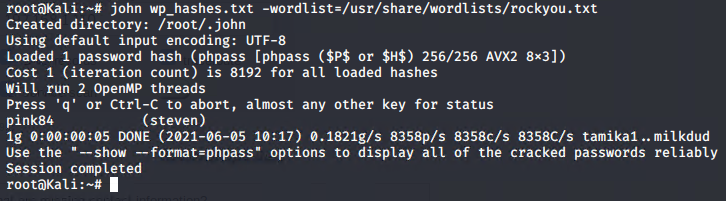 root@Kali:~# john wp_hashes.txt -wordlist=/usr/share/wordlists/rockyou.txt
Created directory: /root/.john
Using default input encoding: UTF-8
Loaded 1 password hash (phpass [phpass ($P$ or $H$) 256/256 AVX2 8×3])
Cost 1 (iteration count) is 8192 for all loaded hashes
Will run 2 OpenMP threads
Press 'q' or Ctrl-C to abort, almost any other key for status
pink84           (steven)
1g 0:00:00:05 DONE (2021-06-05 10:17) 0.1821g/s 8358p/s 8358c/s 8358C/s tamika1..milkdud
Use the "--show --format=phpass" options to display all of the cracked passwords reliably
Session completed
root@Kali:~#